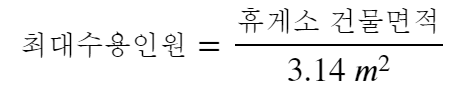 최대수용인원 = 휴게소 건물면적 / 3.14 m²